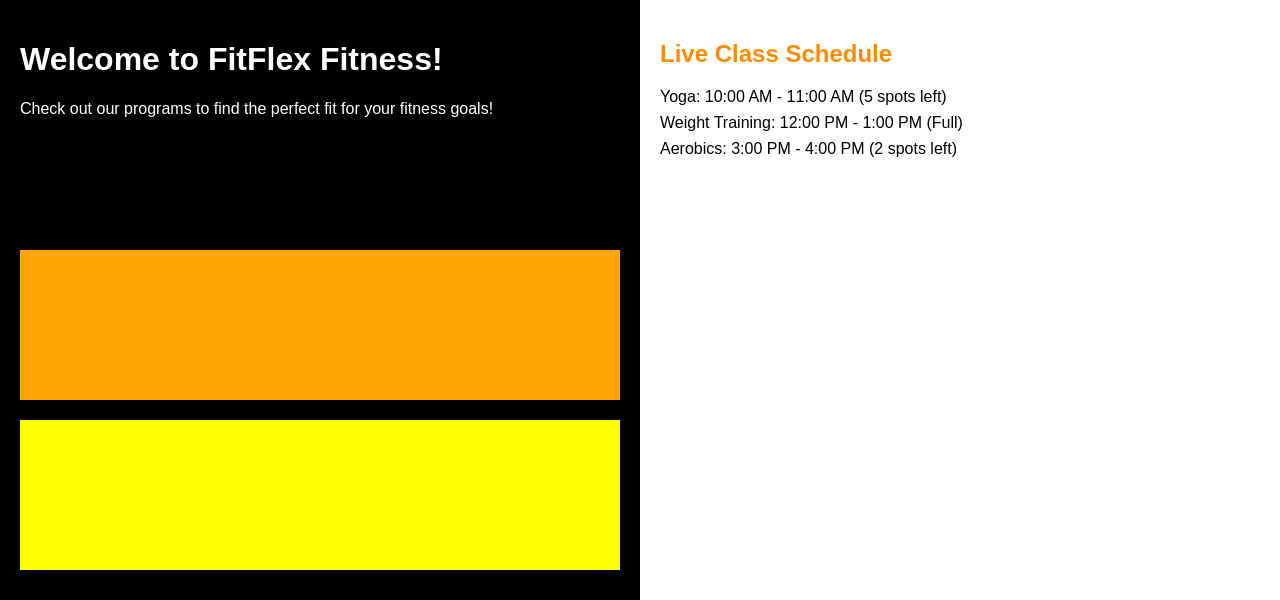 Welcome to FitFlex Fitness!
Check out our programs to find the perfect fit for your fitness goals!
Live Class Schedule
Yoga: 10:00 AM - 11:00 AM (5 spots left)
Weight Training: 12:00 PM - 1:00 PM (Full)
Aerobics: 3:00 PM - 4:00 PM (2 spots left)